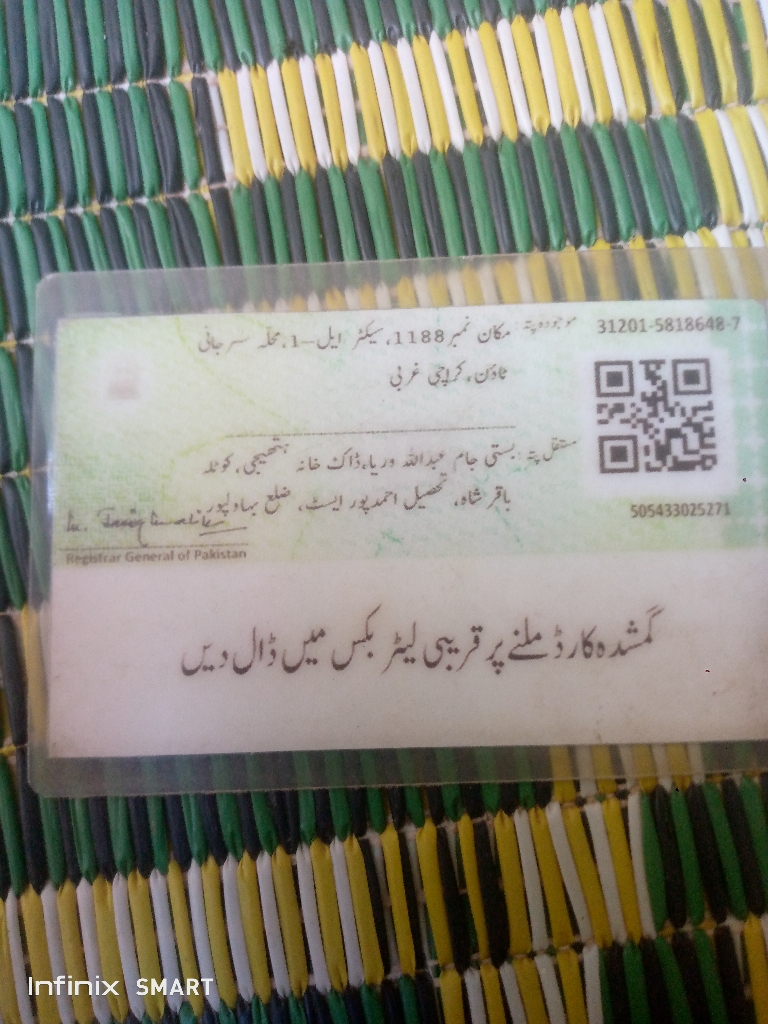 31201-5818648-7
موجودہ پتہ: مکان نمبر 1188، سیکٹر ایل-1، محلہ سرجانی
ٹاؤن، کراچی غربی
مستقل پتہ: بستی جام عبداللہ وریا، ڈاک خانہ ہتھیجی، کوٹلہ
باقر شاہ، تحصیل احمد پور ایسٹ، ضلع بہاولپور
505433025271
Registrar General of Pakistan
گمشدہ کارڈ ملنے پر قریبی لیٹر بکس میں ڈال دیں
Infinix SMART